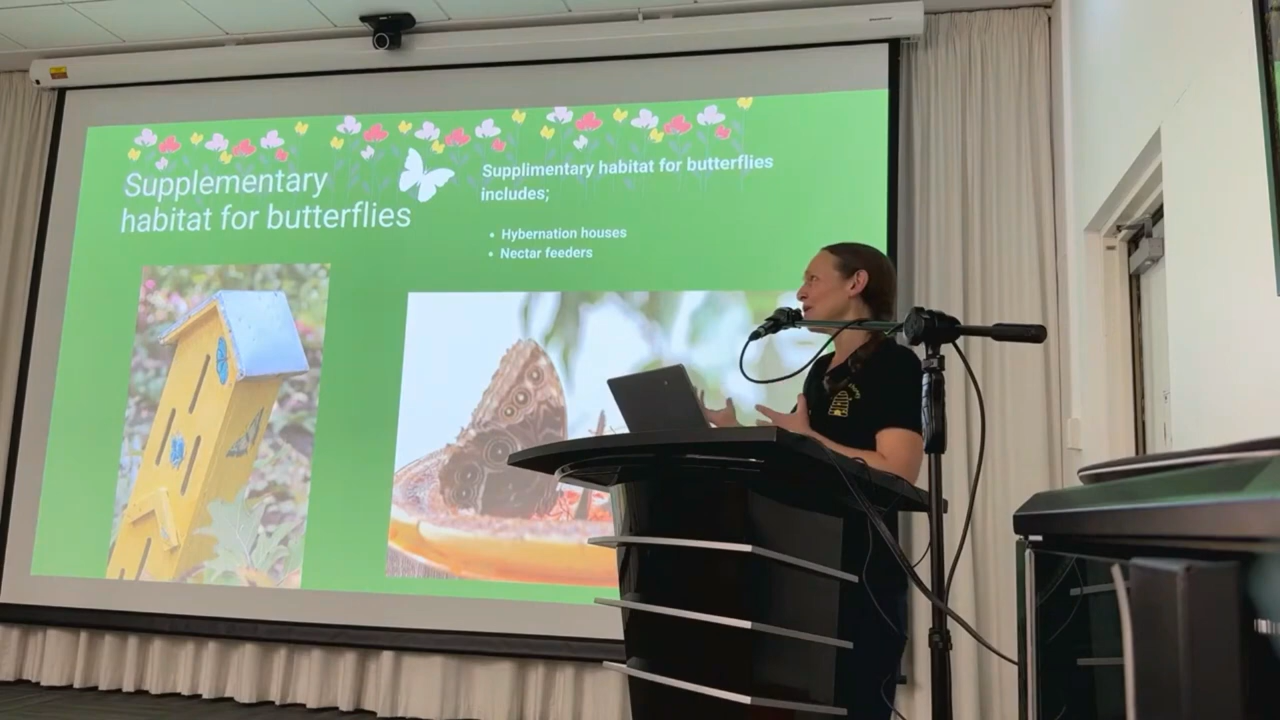 Supplementary
habitat for butterflies
Supplimentary habitat for butterflies
includes;
• Hybernation houses
• Nectar feeders